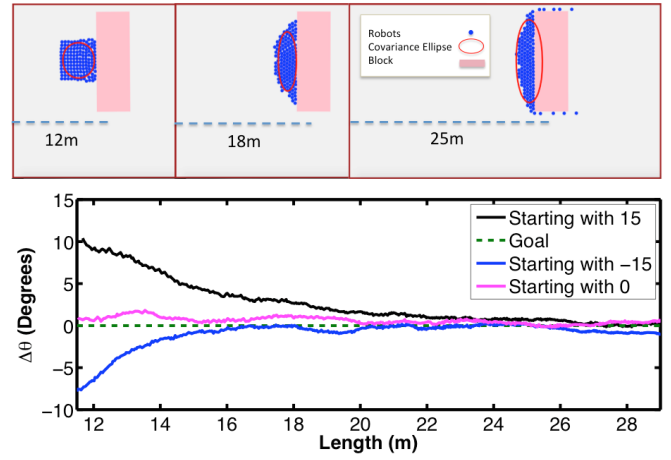 Robots
Covariance Ellipse
Block
12m
18m
25m
15
10
5
0
−5
−10
Δθ (Degrees)
Starting with 15
Goal
Starting with −15
Starting with 0
12 14 16 18 20 22 24 26 28
Length (m)